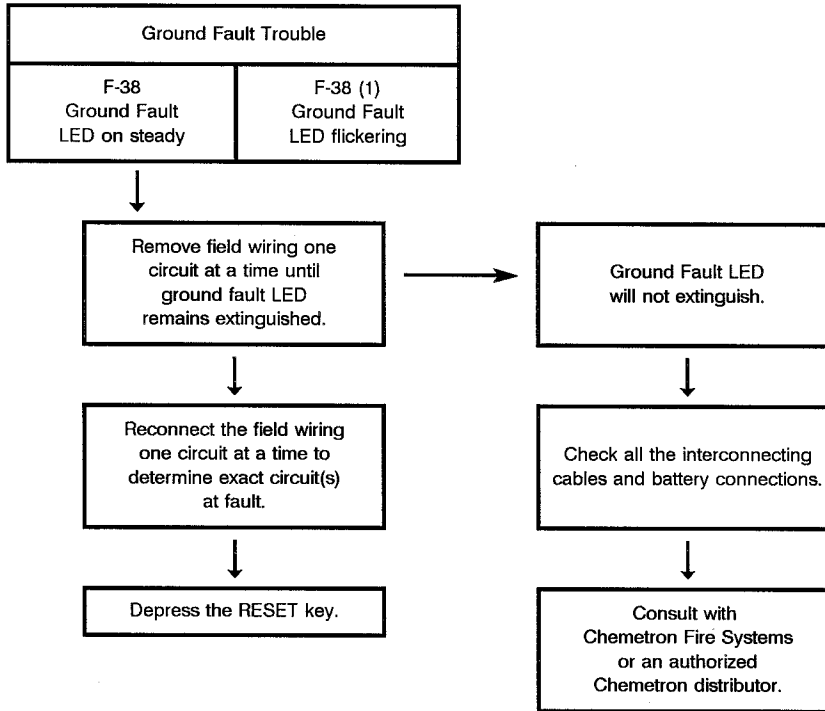 Ground Fault Trouble
F-38
Ground Fault
LED on steady
F-38 (1)
Ground Fault
LED flickering
Remove field wiring one
circuit at a time until
ground fault LED
remains extinguished.
Ground Fault LED
will not extinguish.
Reconnect the field wiring
one circuit at a time to
determine exact circuit(s)
at fault.
Check all the interconnecting
cables and battery connections.
Depress the RESET key.
Consult with
Chemetron Fire Systems
or an authorized
Chemetron distributor.